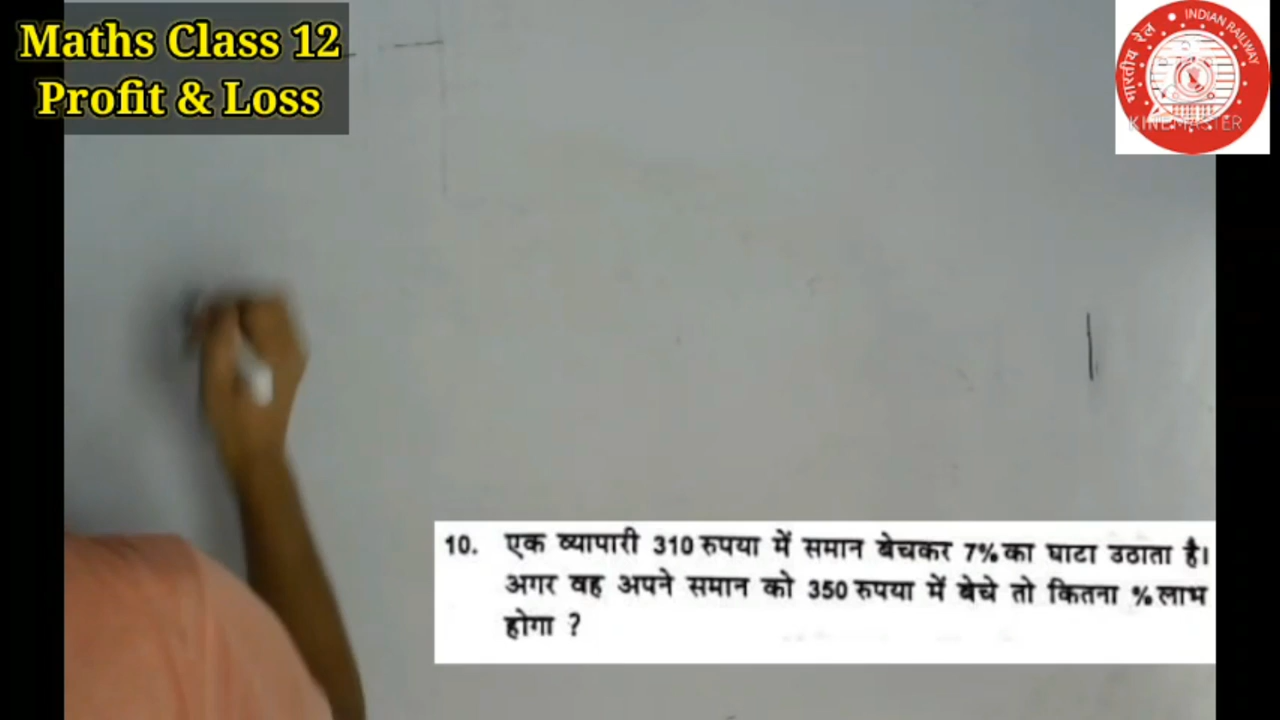 Maths Class 12
Profit & Loss
भारतीय रेल
INDIAN RAILWAY
KINEMASTER
10. एक व्यापारी 310 रुपया में समान बेचकर 7% का घाटा उठाता है।
अगर वह अपने समान को 350 रुपया में बेचे तो कितना % लाभ
होगा ?